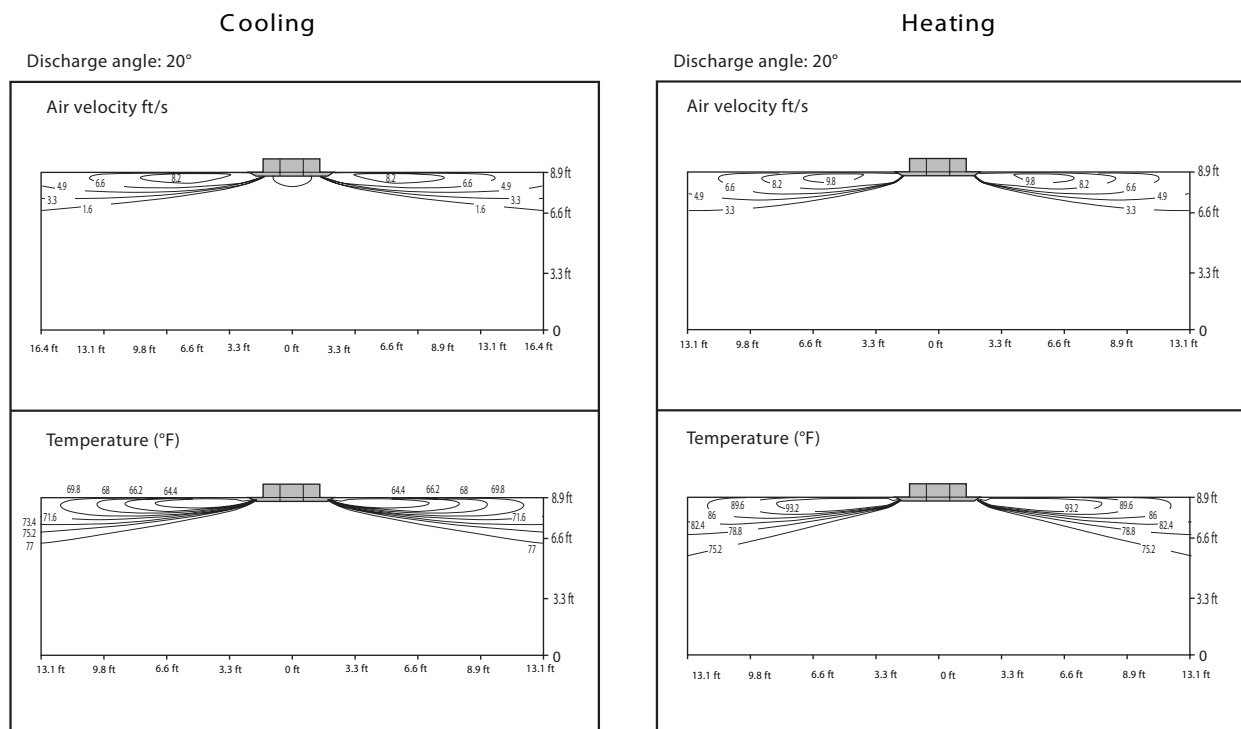 Cooling
Discharge angle: 20°
Air velocity ft/s
4.9 6.6 8.2 8.2 6.6 4.9
3.3 1.6 1.6 3.3
8.9 ft
6.6 ft
3.3 ft
0
16.4 ft 13.1 ft 9.8 ft 6.6 ft 3.3 ft 0 ft 3.3 ft 6.6 ft 8.9 ft 13.1 ft 16.4 ft
Temperature (°F)
69.8 68 66.2 64.4 64.4 66.2 68 69.8
71.6 71.6
73.4
75.2
77 77
8.9 ft
6.6 ft
3.3 ft
0
13.1 ft 9.8 ft 6.6 ft 3.3 ft 0 ft 3.3 ft 6.6 ft 8.9 ft 13.1 ft
Heating
Discharge angle: 20°
Air velocity ft/s
4.9 6.6 8.2 9.8 9.8 8.2 6.6 4.9
3.3 3.3
8.9 ft
6.6 ft
3.3 ft
0
13.1 ft 9.8 ft 6.6 ft 3.3 ft 0 ft 3.3 ft 6.6 ft 8.9 ft 13.1 ft
Temperature (°F)
89.6 93.2 93.2 89.6
86 86
82.4 82.4
78.8 78.8
75.2 75.2
8.9 ft
6.6 ft
3.3 ft
0
13.1 ft 9.8 ft 6.6 ft 3.3 ft 0 ft 3.3 ft 6.6 ft 8.9 ft 13.1 ft